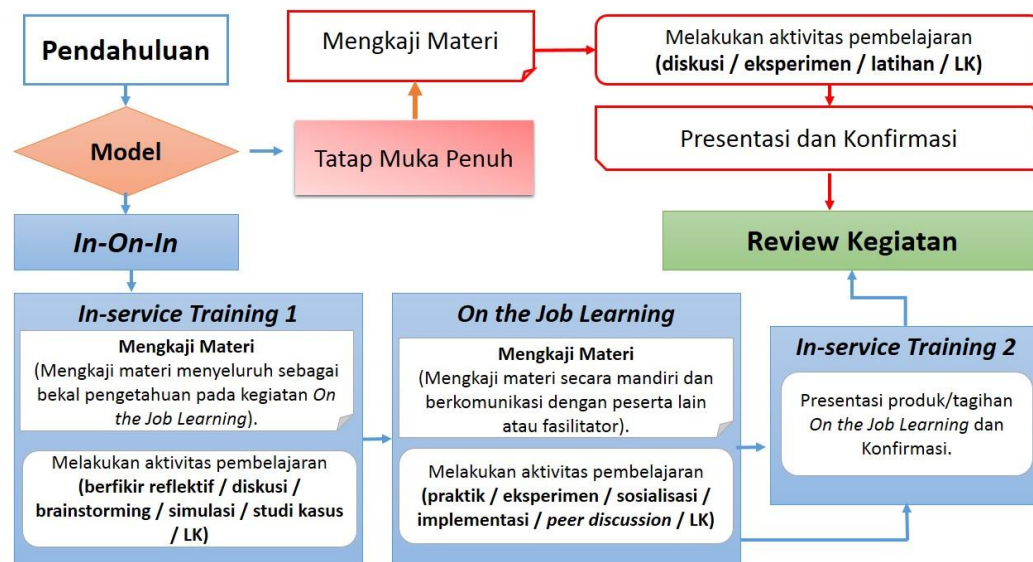 Pendahuluan
Model
Tatap Muka Penuh
Mengkaji Materi
Melakukan aktivitas pembelajaran
(diskusi / eksperimen / latihan / LK)
Presentasi dan Konfirmasi
Review Kegiatan
In-On-In
In-service Training 1
Mengkaji Materi
(Mengkaji materi menyeluruh sebagai
bekal pengetahuan pada kegiatan On
the Job Learning).
Melakukan aktivitas pembelajaran
(berfikir reflektif / diskusi /
brainstorming / simulasi / studi kasus
/ LK)
On the Job Learning
Mengkaji Materi
(Mengkaji materi secara mandiri dan
berkomunikasi dengan peserta lain
atau fasilitator).
Melakukan aktivitas pembelajaran
(praktik / eksperimen / sosialisasi /
implementasi / peer discussion / LK)
In-service Training 2
Presentasi produk/tagihan
On the Job Learning dan
Konfirmasi.